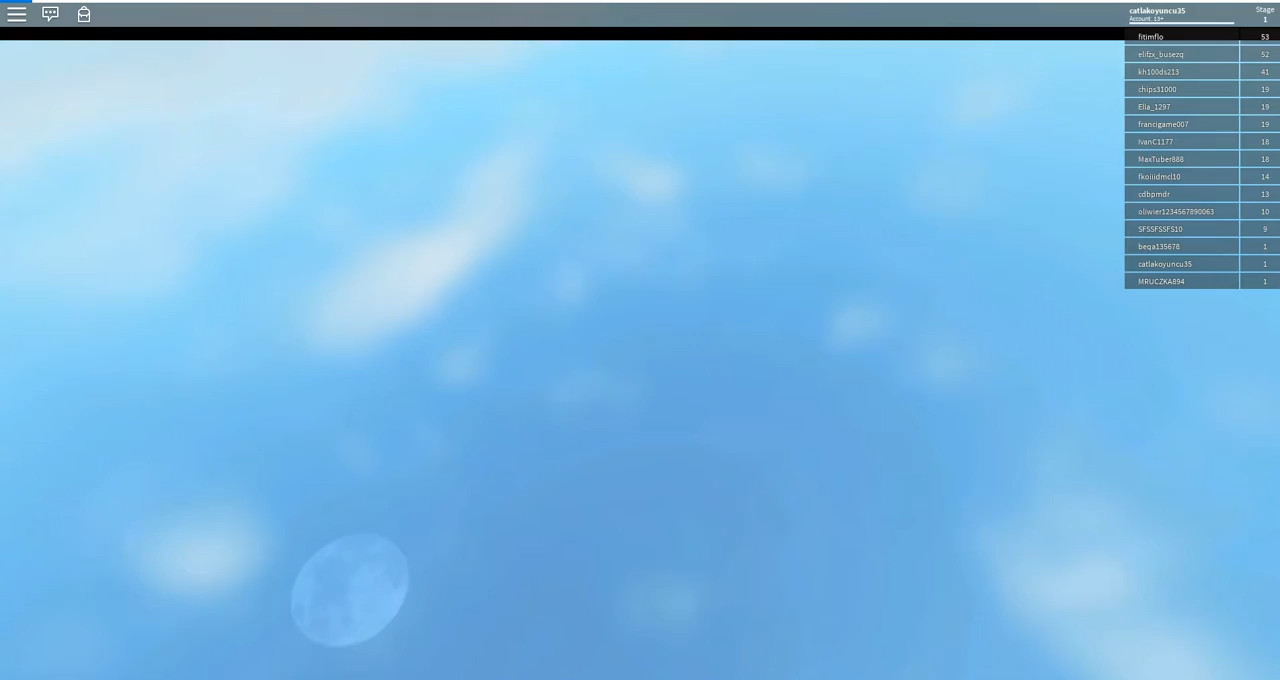 catlakoyuncu35 Stage
Account: 13+ 1
fitimflo 53
elifzx_busezq 52
kh100ds213 41
chips31000 19
Ella_1297 19
francigame007 19
IvanC1177 18
MaxTuber888 18
fkoiiidmcl10 14
cdbpmdr 13
oliwier1234567890063 10
SFSSFSSFS10 9
beqa135678 1
catlakoyuncu35 1
MRUCZKA894 1